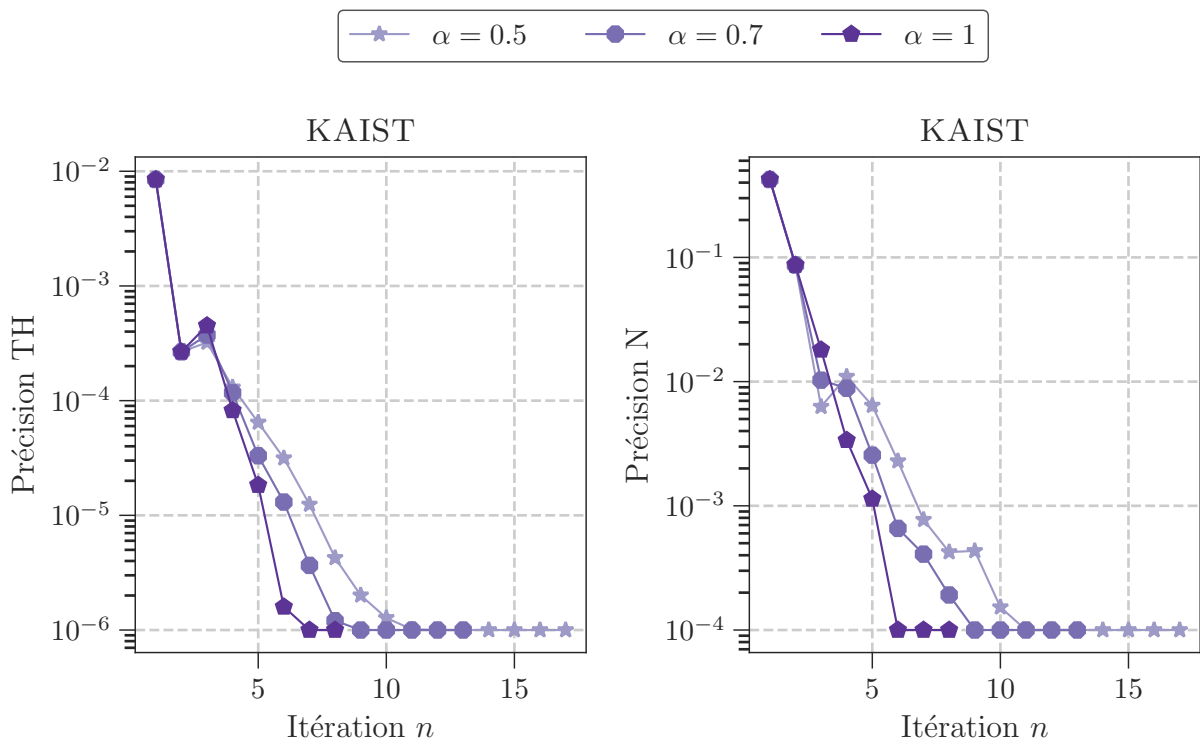 α = 0.5 α = 0.7 α = 1
KAIST
10⁻²
10⁻³
10⁻⁴
10⁻⁵
10⁻⁶
Précision TH
5 10 15
Itération n
KAIST
10⁻¹
10⁻²
10⁻³
10⁻⁴
Précision N
5 10 15
Itération n